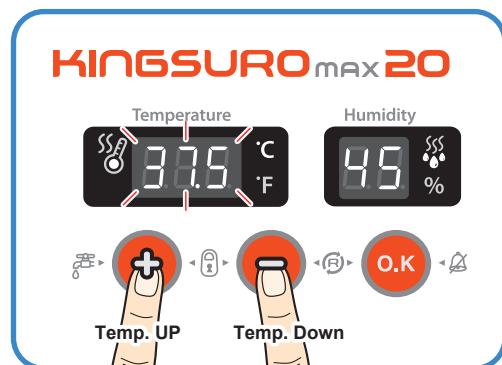 KINGSURO MAX 20
Temperature Humidity
37.5 °C °F 45 %
+ - R O.K
Temp. UP Temp. Down